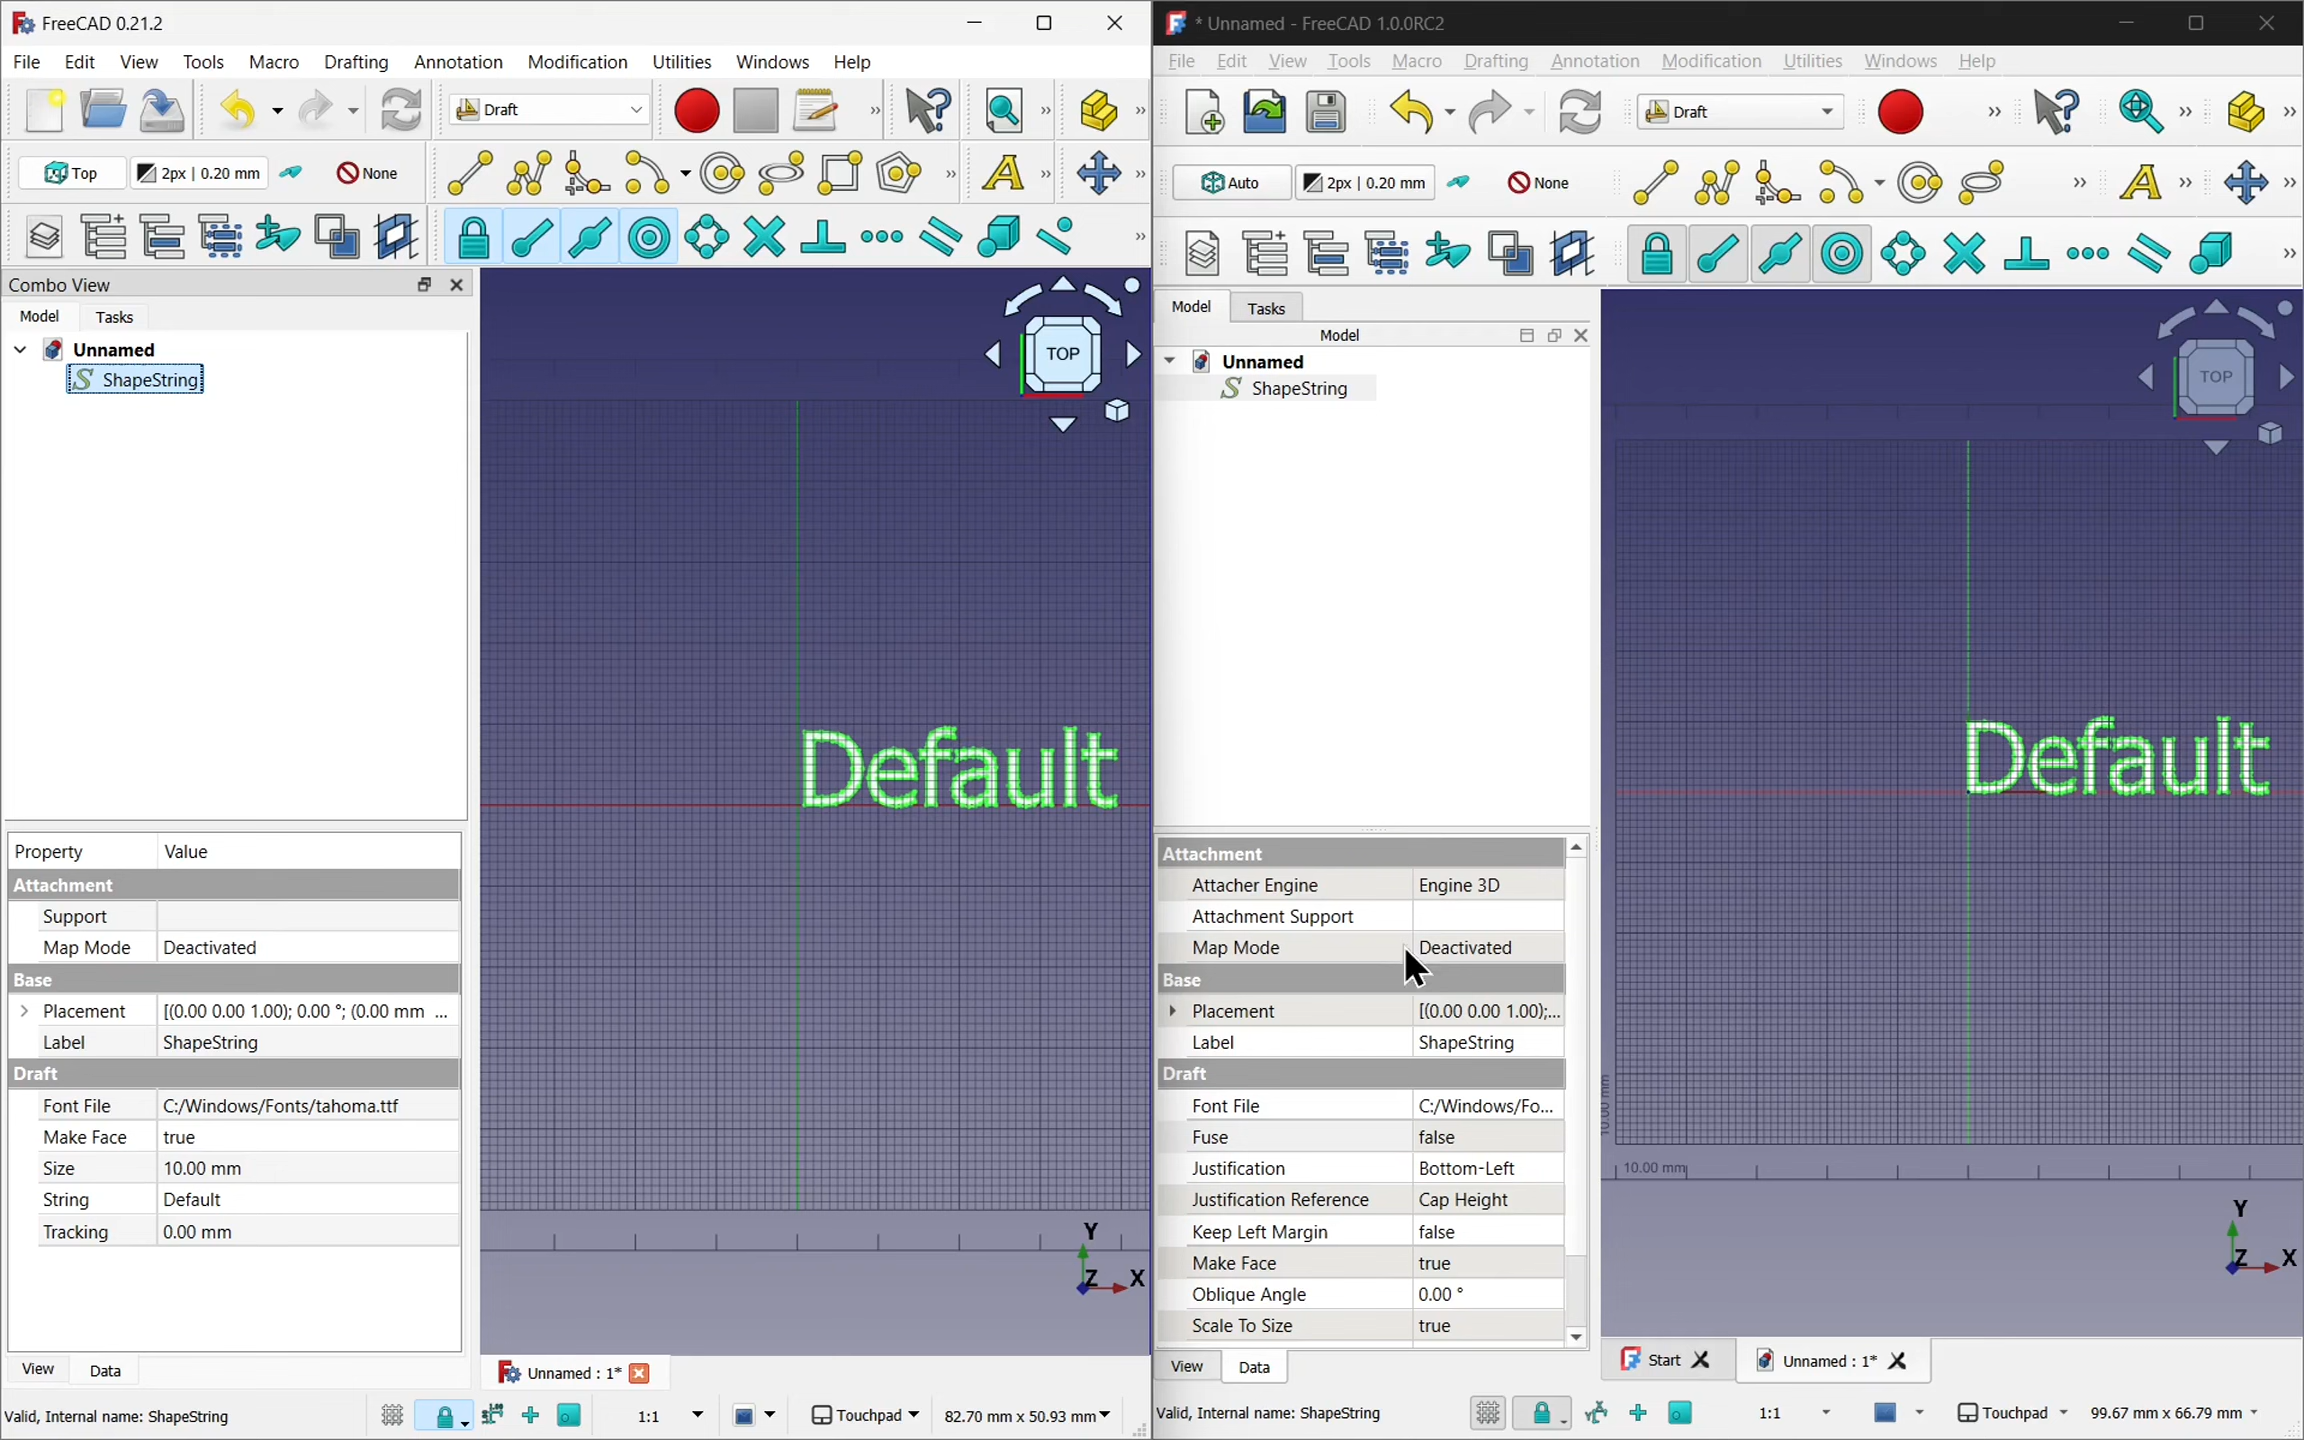 FreeCAD 0.21.2
File Edit View Tools Macro Drafting Annotation Modification Utilities Windows Help
Draft
Top 2px | 0.20 mm None
Combo View
Model Tasks
Unnamed
ShapeString
TOP
Default
Property Value
Attachment
Support
Map Mode Deactivated
Base
Placement [(0.00 0.00 1.00); 0.00 °; (0.00 mm ...
Label ShapeString
Draft
Font File C:/Windows/Fonts/tahoma.ttf
Make Face true
Size 10.00 mm
String Default
Tracking 0.00 mm
Y
Z X
View Data
Unnamed : 1*
Valid, Internal name: ShapeString 1:1 Touchpad 82.70 mm x 50.93 mm
* Unnamed - FreeCAD 1.0.0RC2
File Edit View Tools Macro Drafting Annotation Modification Utilities Windows Help
Draft
Auto 2px | 0.20 mm None
Model Tasks
Model
Unnamed
ShapeString
TOP
Default
Attachment
Attacher Engine Engine 3D
Attachment Support
Map Mode Deactivated
Base
Placement [(0.00 0.00 1.00);...
Label ShapeString
Draft
Font File C:/Windows/Fo...
Fuse false
Justification Bottom-Left
Justification Reference Cap Height
Keep Left Margin false
Make Face true
Oblique Angle 0.00 °
Scale To Size true
10.00 mm
10.00 mm
Y
Z X
View Data
Start Unnamed : 1*
Valid, Internal name: ShapeString 1:1 Touchpad 99.67 mm x 66.79 mm